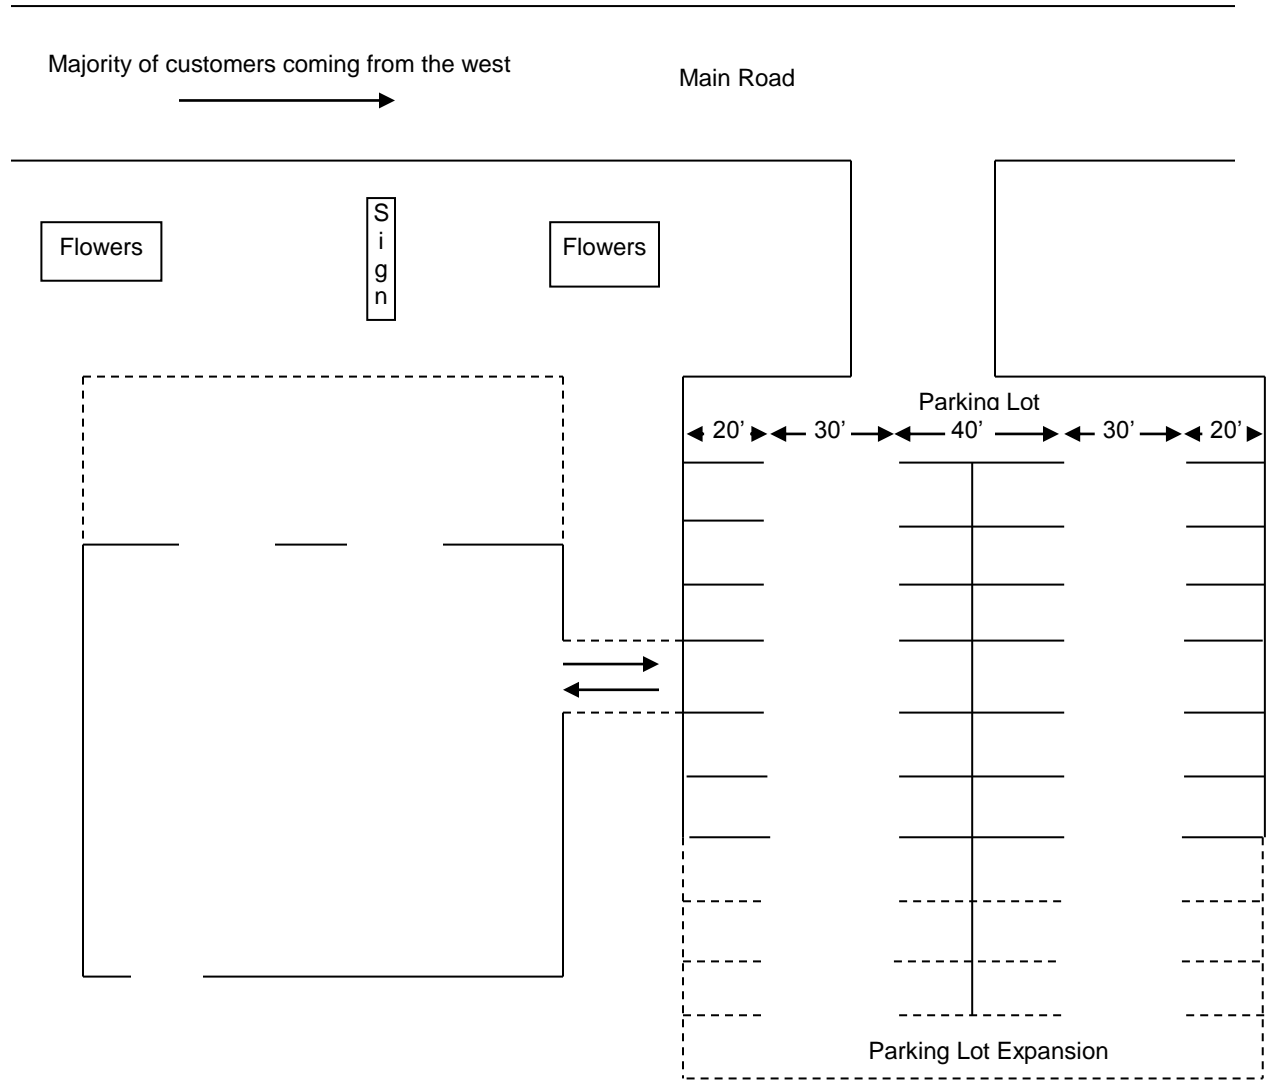 Majority of customers coming from the west
Main Road
Flowers
Sign
Flowers
Parking Lot
20’ 30’ 40’ 30’ 20’
Parking Lot Expansion